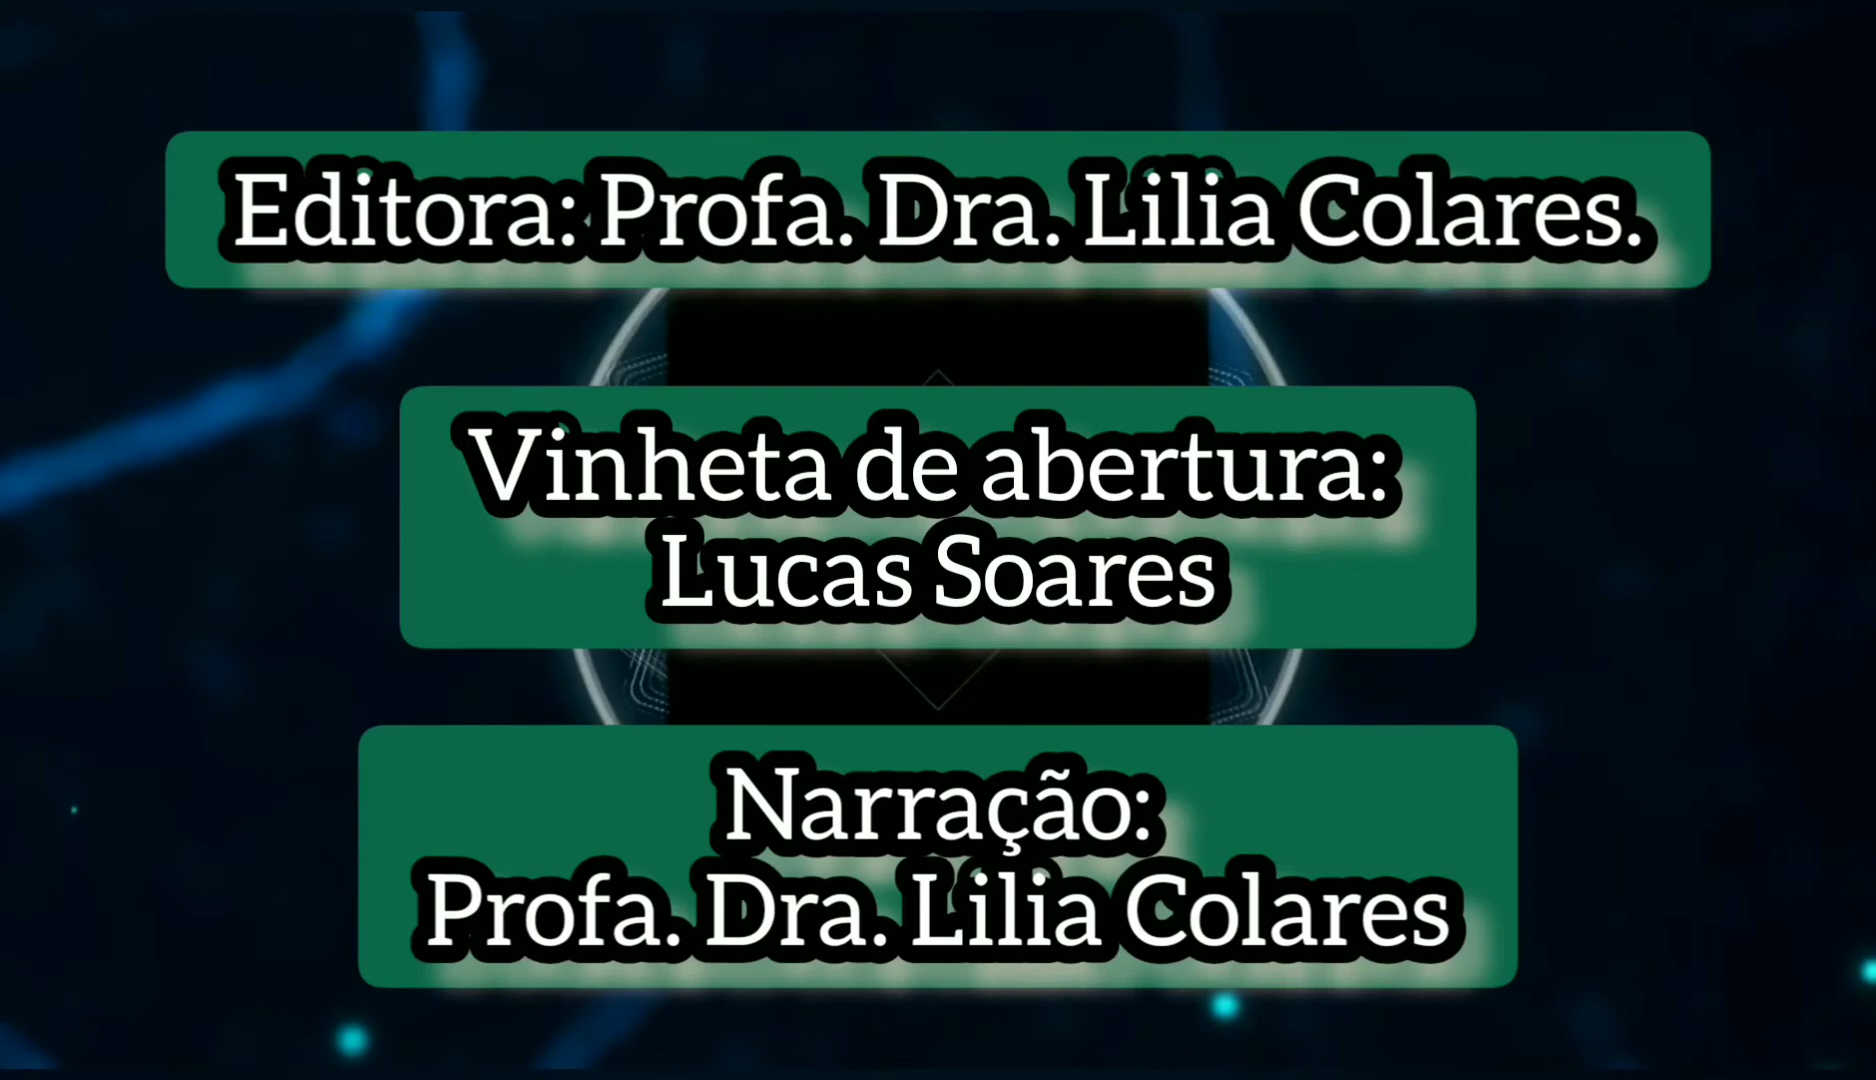 Editora: Profa. Dra. Lilia Colares.
Vinheta de abertura:
Lucas Soares
Narração:
Profa. Dra. Lilia Colares